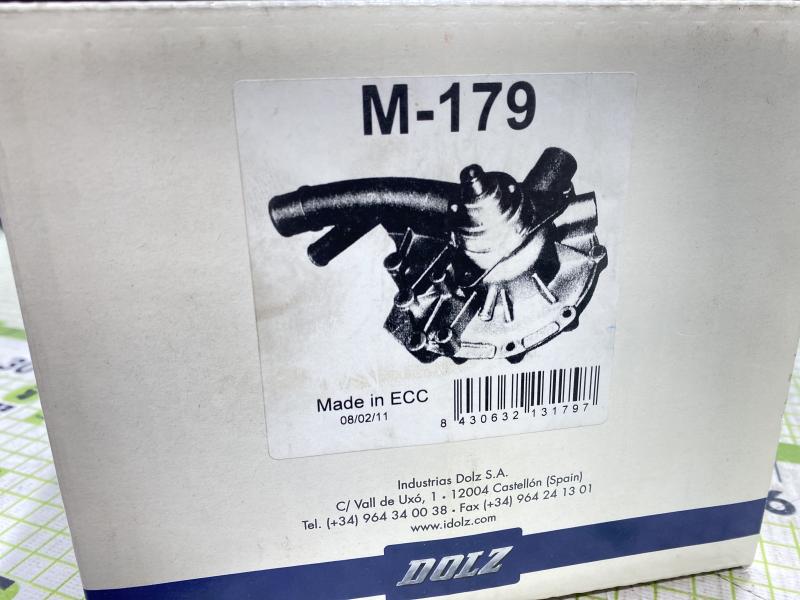 M-179
Made in ECC
08/02/11
8 430632 131797
Industrias Dolz S.A.
C/ Vall de Uxó, 1 • 12004 Castellón (Spain)
Tel. (+34) 964 34 00 38 • Fax (+34) 964 24 13 01
www.idolz.com
DOLZ